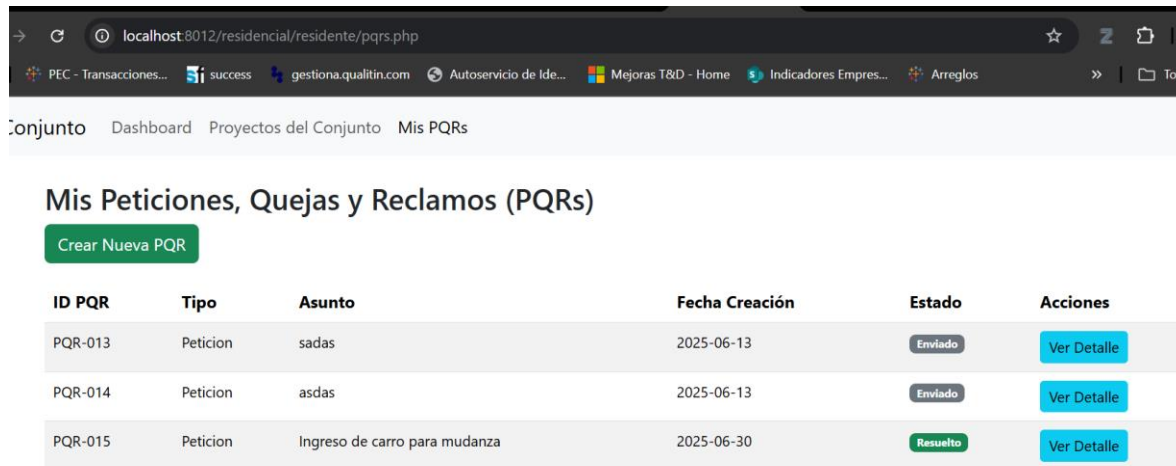 localhost:8012/residencial/residente/pqrs.php
PEC - Transacciones... success gestiona.qualitin.com Autoservicio de Ide... Mejoras T&D - Home Indicadores Empres... Arreglos » To
Conjunto Dashboard Proyectos del Conjunto Mis PQRs
Mis Peticiones, Quejas y Reclamos (PQRs)
Crear Nueva PQR
ID PQR Tipo Asunto Fecha Creación Estado Acciones
PQR-013 Peticion sadas 2025-06-13 Enviado Ver Detalle
PQR-014 Peticion asdas 2025-06-13 Enviado Ver Detalle
PQR-015 Peticion Ingreso de carro para mudanza 2025-06-30 Resuelto Ver Detalle